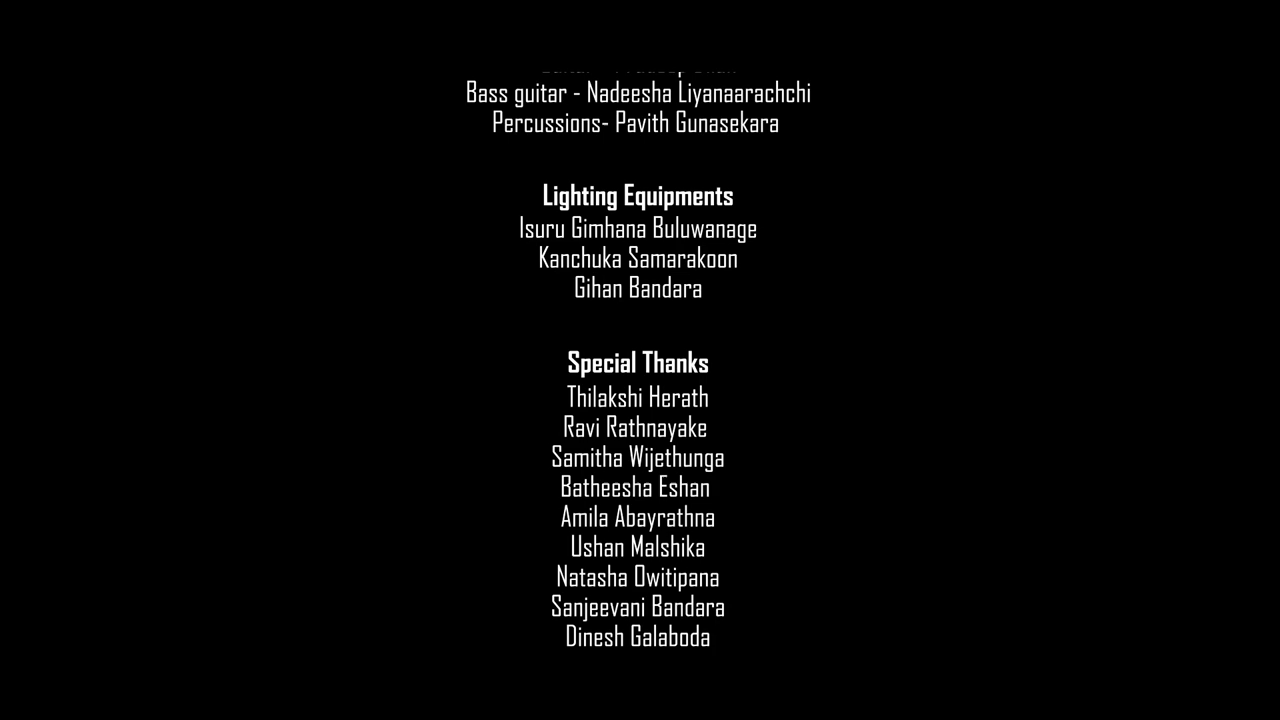 Bass guitar - Nadeesha Liyanaarachchi
Percussions- Pavith Gunasekara
Lighting Equipments
Isuru Gimhana Buluwanage
Kanchuka Samarakoon
Gihan Bandara
Special Thanks
Thilakshi Herath
Ravi Rathnayake
Samitha Wijethunga
Batheesha Eshan
Amila Abayrathna
Ushan Malshika
Natasha Owitipana
Sanjeevani Bandara
Dinesh Galaboda